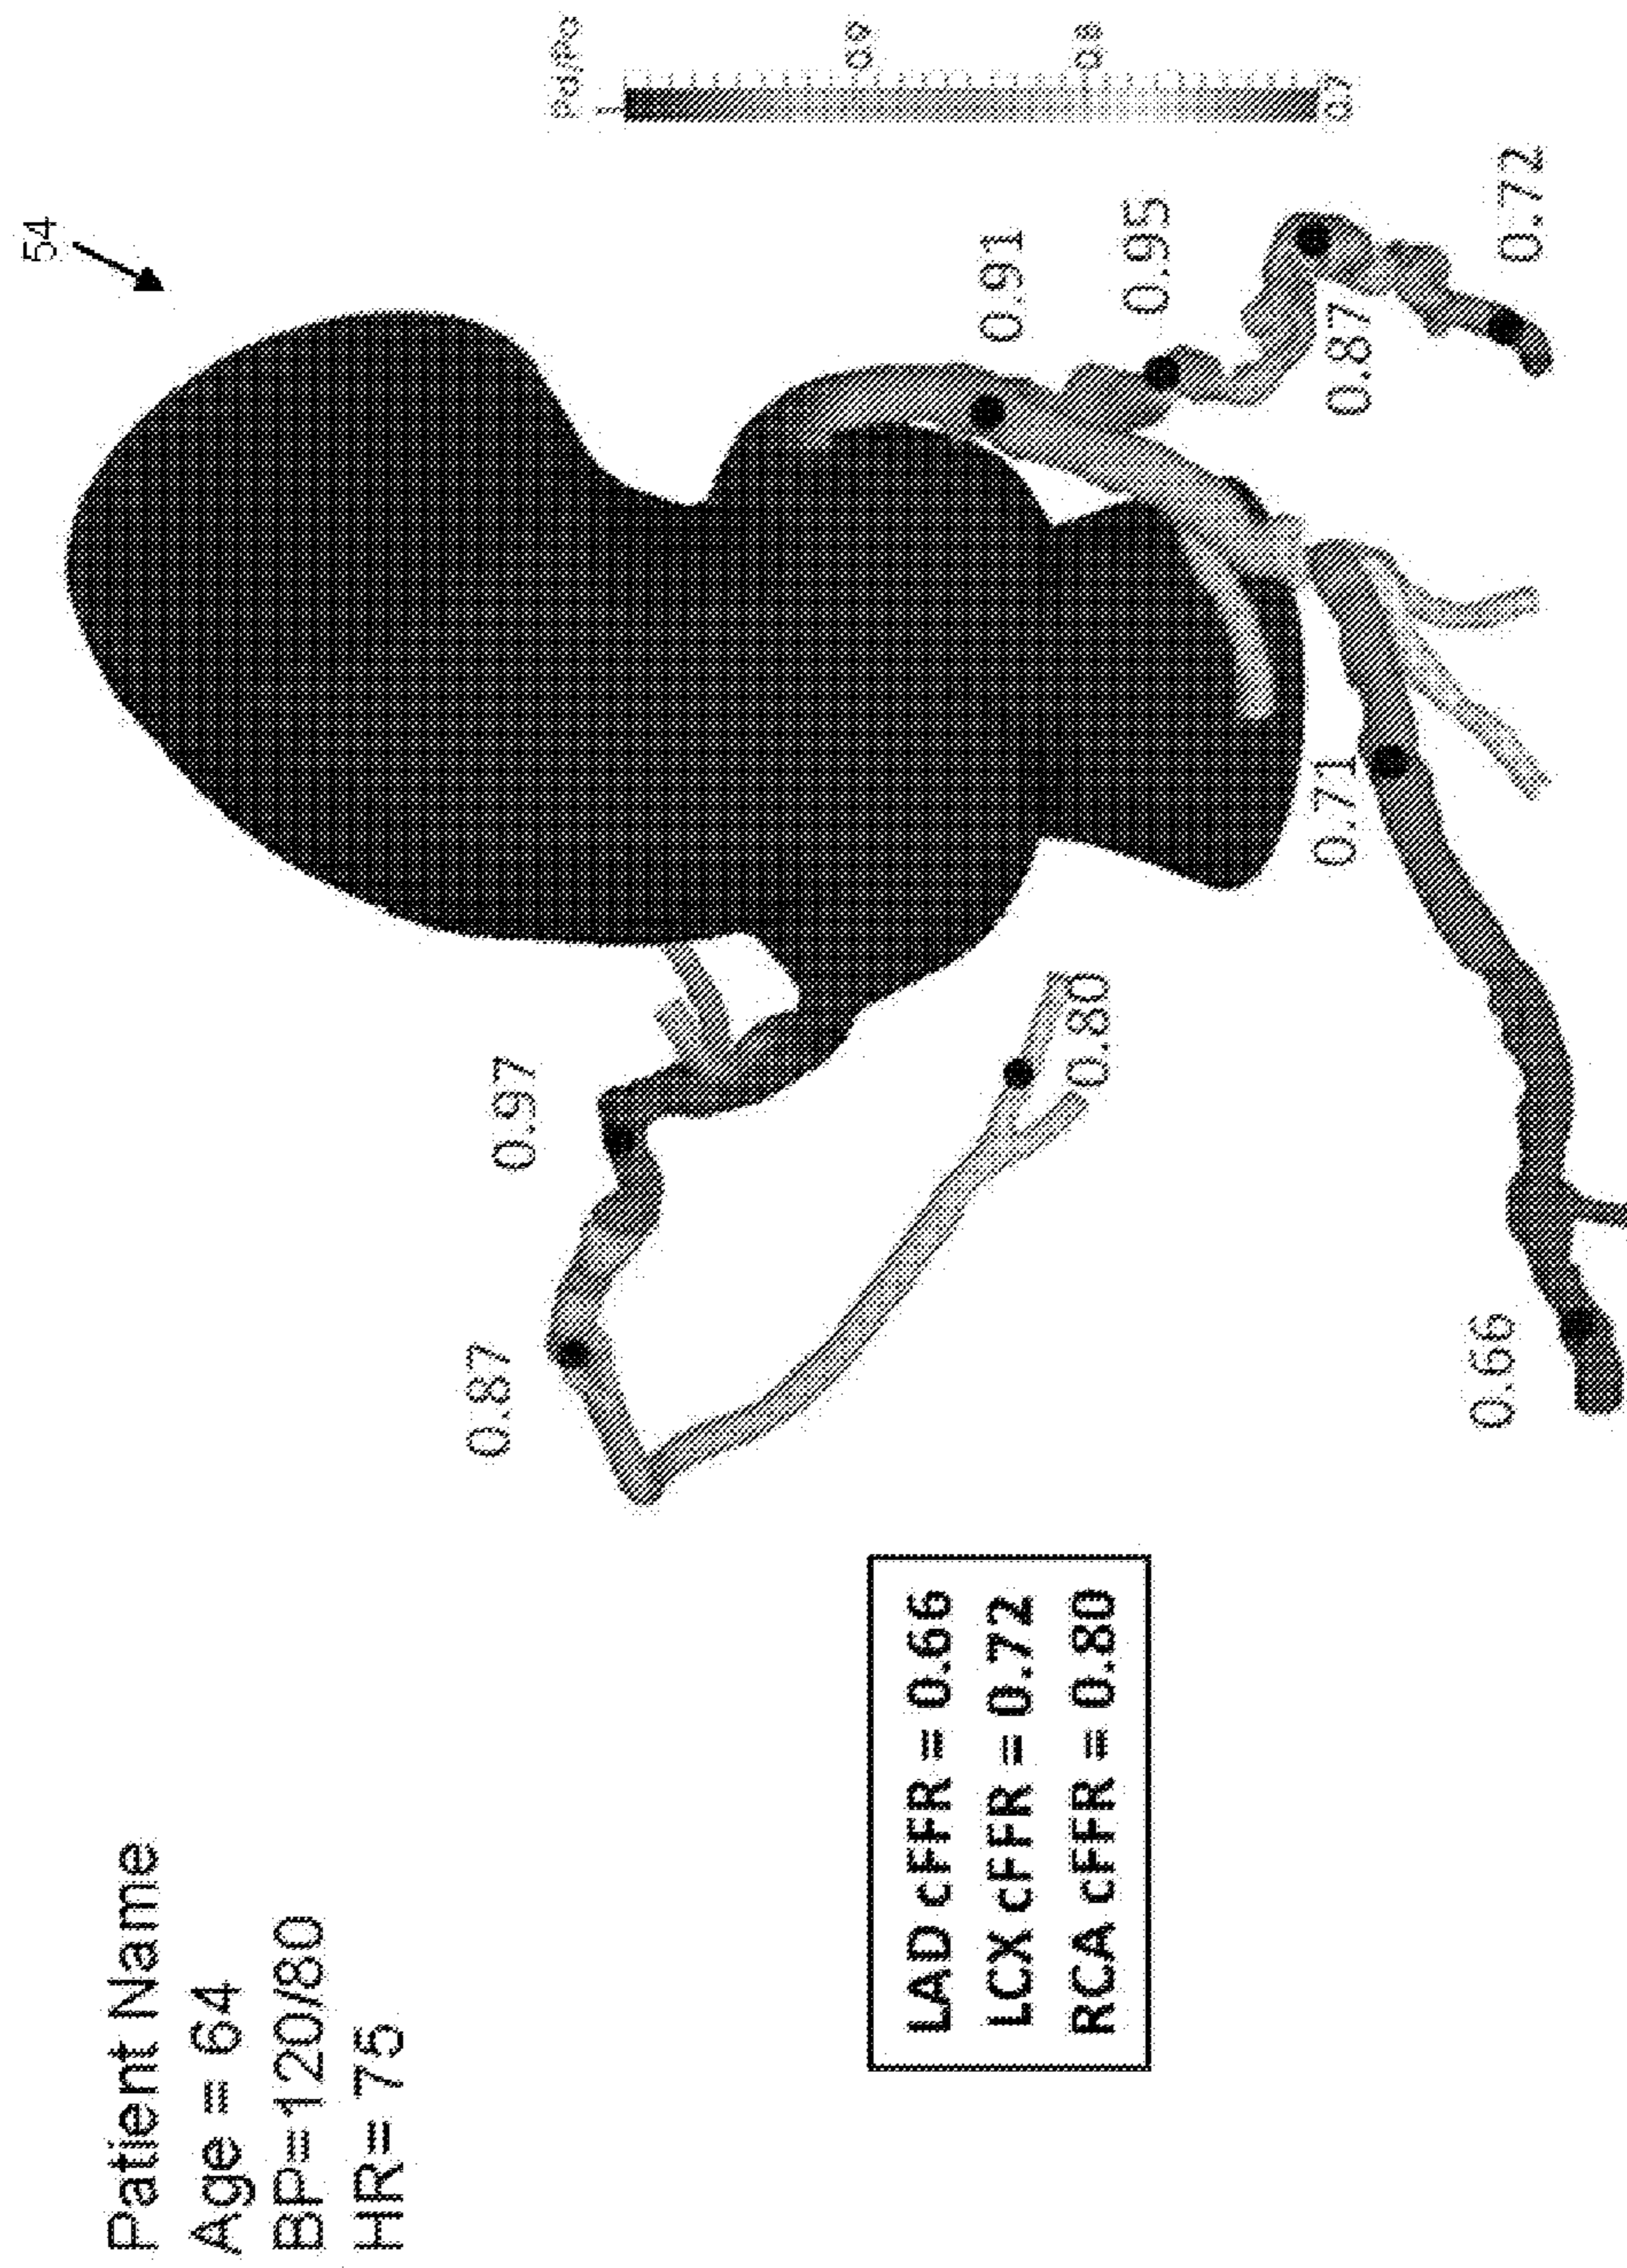 Patient Name
Age = 64
BP=120/80
HR= 75
LAD cFFR = 0.66
LCX cFFR = 0.72
RCA cFFR = 0.80
54
0.87
0.97
0.80
0.66
0.71
0.91
0.95
0.87
0.72
1
0.9
0.8
0.7